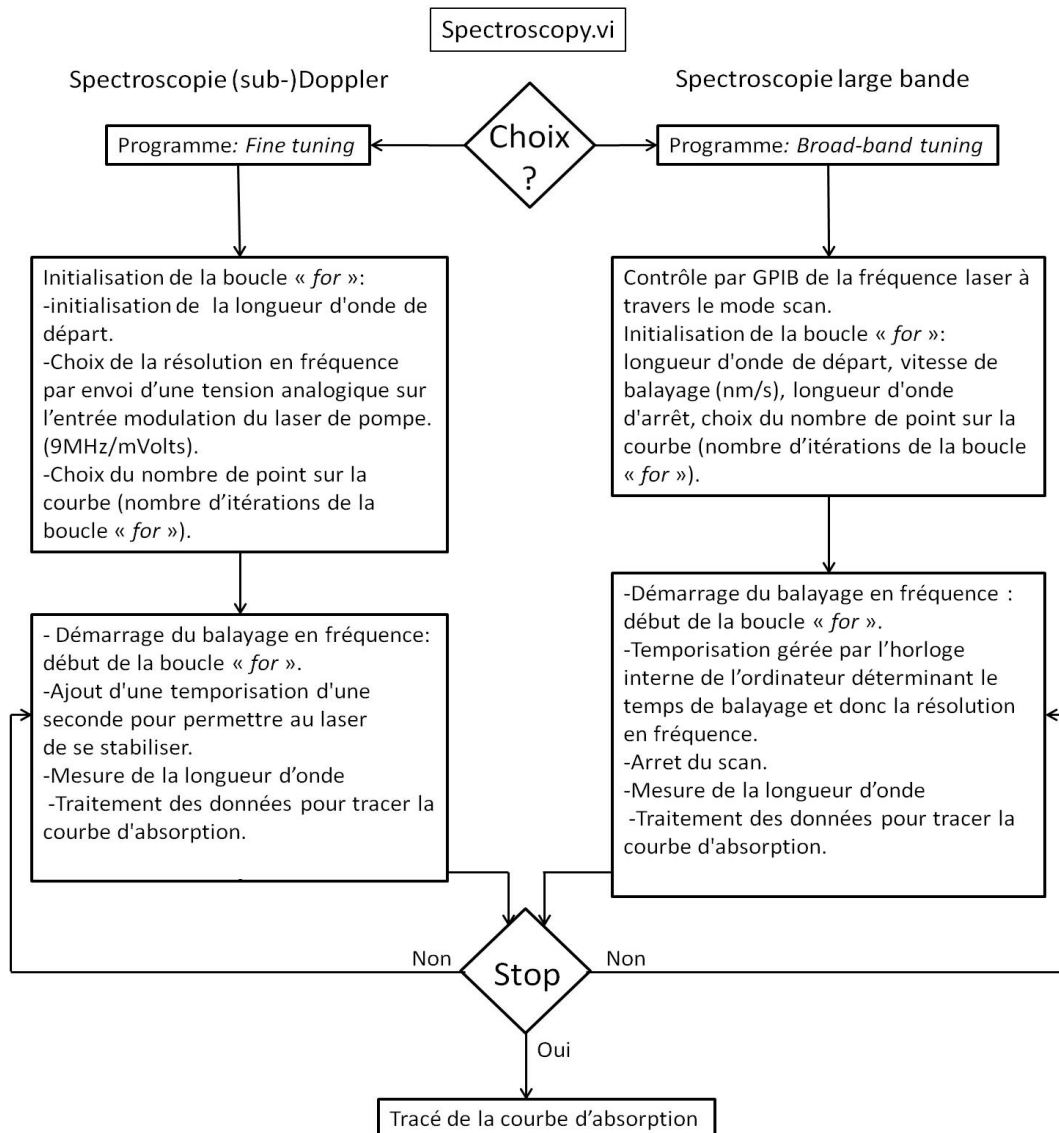 Spectroscopy.vi
Spectroscopie (sub-)Doppler
Spectroscopie large bande
Choix
?
Programme: Fine tuning
Programme: Broad-band tuning
Initialisation de la boucle « for »:
-initialisation de la longueur d'onde de
départ.
-Choix de la résolution en fréquence
par envoi d’une tension analogique sur
l’entrée modulation du laser de pompe.
(9MHz/mVolts).
-Choix du nombre de point sur la
courbe (nombre d’itérations de la
boucle « for »).
Contrôle par GPIB de la fréquence laser à
travers le mode scan.
Initialisation de la boucle « for »:
longueur d'onde de départ, vitesse de
balayage (nm/s), longueur d'onde
d'arrêt, choix du nombre de point sur la
courbe (nombre d’itérations de la boucle
« for »).
- Démarrage du balayage en fréquence:
début de la boucle « for ».
-Ajout d'une temporisation d'une
seconde pour permettre au laser
de se stabiliser.
-Mesure de la longueur d’onde
-Traitement des données pour tracer la
courbe d'absorption.
-Démarrage du balayage en fréquence :
début de la boucle « for ».
-Temporisation gérée par l’horloge
interne de l’ordinateur déterminant le
temps de balayage et donc la résolution
en fréquence.
-Arret du scan.
-Mesure de la longueur d’onde
-Traitement des données pour tracer la
courbe d'absorption.
Non
Stop
Non
Oui
Tracé de la courbe d’absorption